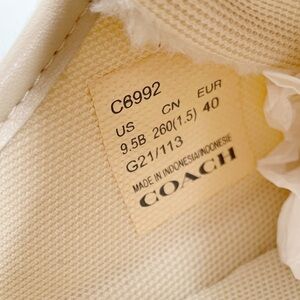 C6992
US CN EUR
9.5B 260(1.5) 40
G21/113
MADE IN INDONESIA/INDONESIE
COACH